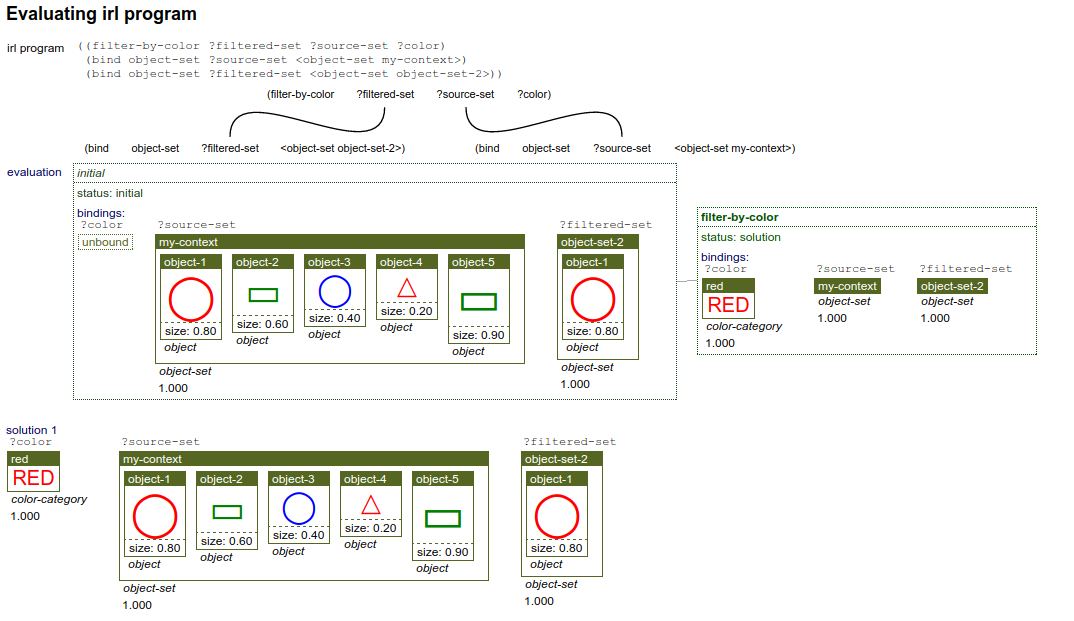 Evaluating irl program
irl program ((filter-by-color ?filtered-set ?source-set ?color)
(bind object-set ?source-set <object-set my-context>)
(bind object-set ?filtered-set <object-set object-set-2>))
(filter-by-color ?filtered-set ?source-set ?color)
(bind object-set ?filtered-set <object-set object-set-2>) (bind object-set ?source-set <object-set my-context>)
evaluation
initial
status: initial
bindings:
?color ?source-set ?filtered-set
unbound my-context object-set-2
object-1 object-2 object-3 object-4 object-5 object-1
size: 0.80 size: 0.60 size: 0.40 size: 0.20 size: 0.90 size: 0.80
object object object object object object
object-set object-set
1.000 1.000
filter-by-color
status: solution
bindings:
?color ?source-set ?filtered-set
red my-context object-set-2
RED object-set object-set
color-category 1.000 1.000
1.000
solution 1
?color ?source-set ?filtered-set
red my-context object-set-2
RED object-1 object-2 object-3 object-4 object-5 object-1
color-category
1.000
size: 0.80 size: 0.60 size: 0.40 size: 0.20 size: 0.90 size: 0.80
object object object object object object
object-set object-set
1.000 1.000